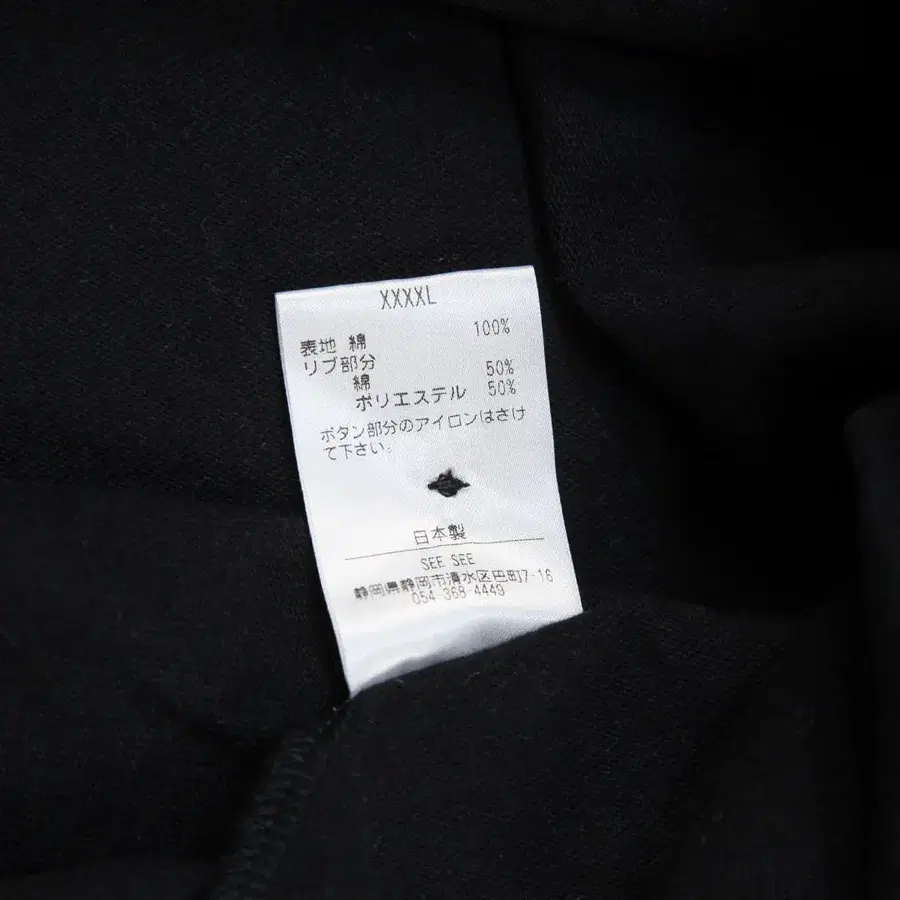 XXXXL
表地 綿 100%
リブ部分
綿 50%
ポリエステル 50%
ボタン部分のアイロンはさけ
て下さい。
日本製
SEE SEE
静岡県静岡市清水区巴町7-16
054 368-4449